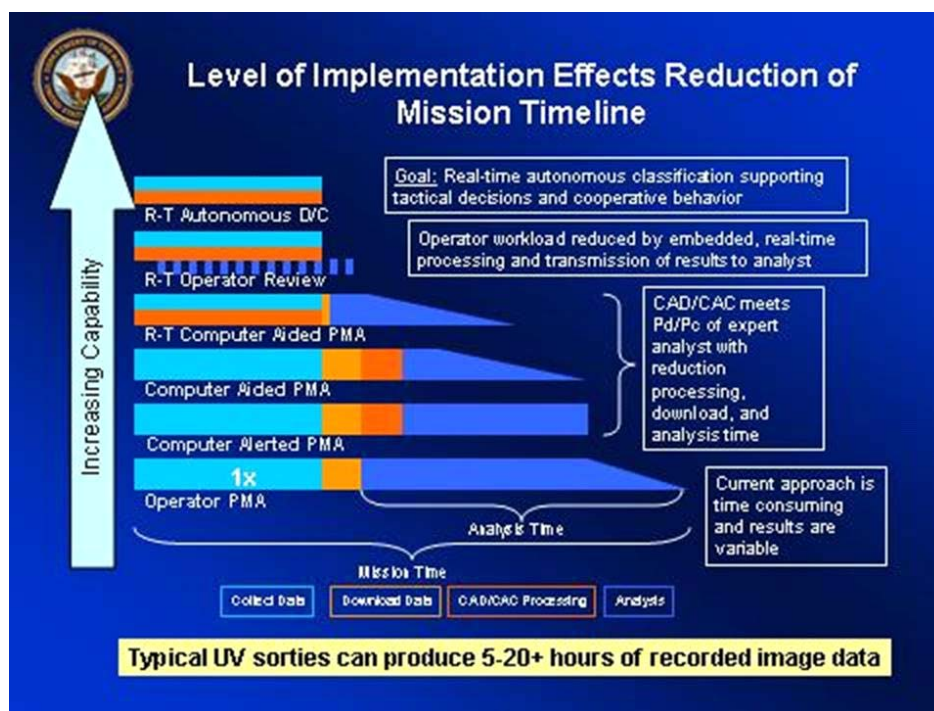 Level of Implementation Effects Reduction of
Mission Timeline
Increasing Capability
R-T Autonomous D/C
Goal: Real-time autonomous classification supporting
tactical decisions and cooperative behavior
R-T Operator Review
Operator workload reduced by embedded, real-time
processing and transmission of results to analyst
R-T Computer Aided PMA
Computer Aided PMA
Computer Alerted PMA
CAD/CAC meets
Pd/Pc of expert
analyst with
reduction
processing,
download, and
analysis time
1x
Operator PMA
Current approach is
time consuming
and results are
variable
Analysis Time
Mission Time
Collect Data
Download Data
CAD/CAC Processing
Analysis
Typical UV sorties can produce 5-20+ hours of recorded image data